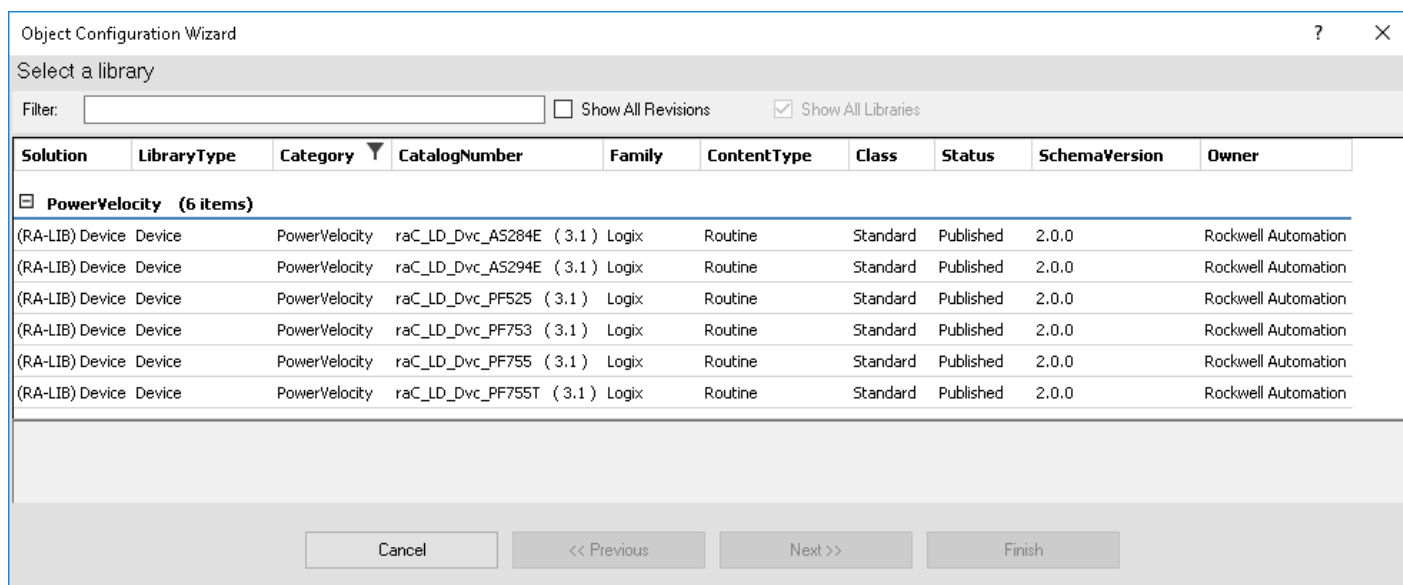 Object Configuration Wizard ? ×
Select a library
Filter: Show All Revisions Show All Libraries
Solution LibraryType Category CatalogNumber Family ContentType Class Status SchemaVersion Owner
PowerVelocity (6 items)
(RA-LIB) Device Device PowerVelocity raC_LD_Dvc_AS284E (3.1) Logix Routine Standard Published 2.0.0 Rockwell Automation
(RA-LIB) Device Device PowerVelocity raC_LD_Dvc_AS294E (3.1) Logix Routine Standard Published 2.0.0 Rockwell Automation
(RA-LIB) Device Device PowerVelocity raC_LD_Dvc_PF525 (3.1) Logix Routine Standard Published 2.0.0 Rockwell Automation
(RA-LIB) Device Device PowerVelocity raC_LD_Dvc_PF753 (3.1) Logix Routine Standard Published 2.0.0 Rockwell Automation
(RA-LIB) Device Device PowerVelocity raC_LD_Dvc_PF755 (3.1) Logix Routine Standard Published 2.0.0 Rockwell Automation
(RA-LIB) Device Device PowerVelocity raC_LD_Dvc_PF755T (3.1) Logix Routine Standard Published 2.0.0 Rockwell Automation
Cancel << Previous Next >> Finish